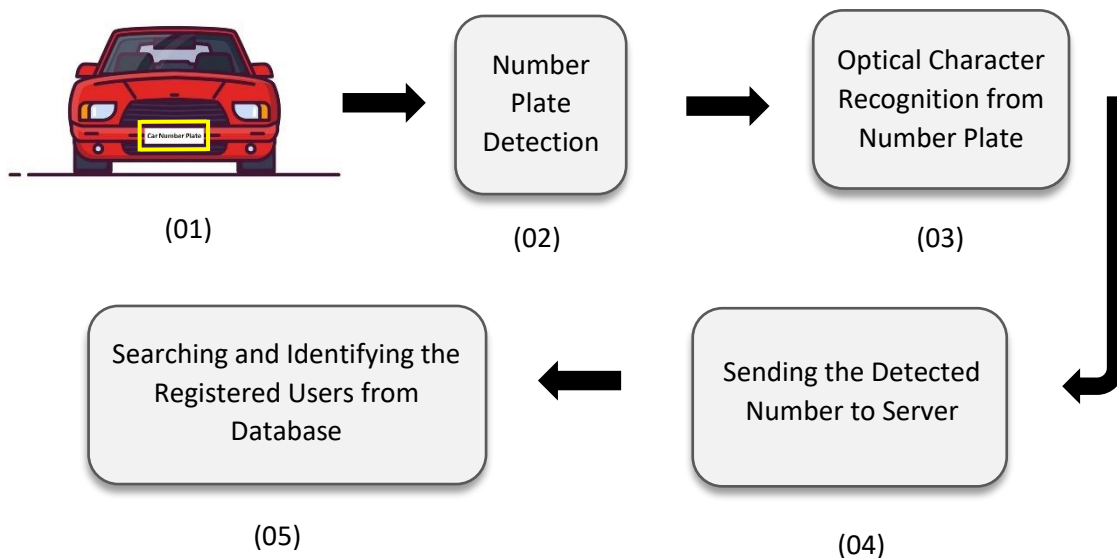 Car Number Plate
(01)
Number
Plate
Detection
(02)
Optical Character
Recognition from
Number Plate
(03)
Sending the Detected
Number to Server
(04)
Searching and Identifying the
Registered Users from
Database
(05)